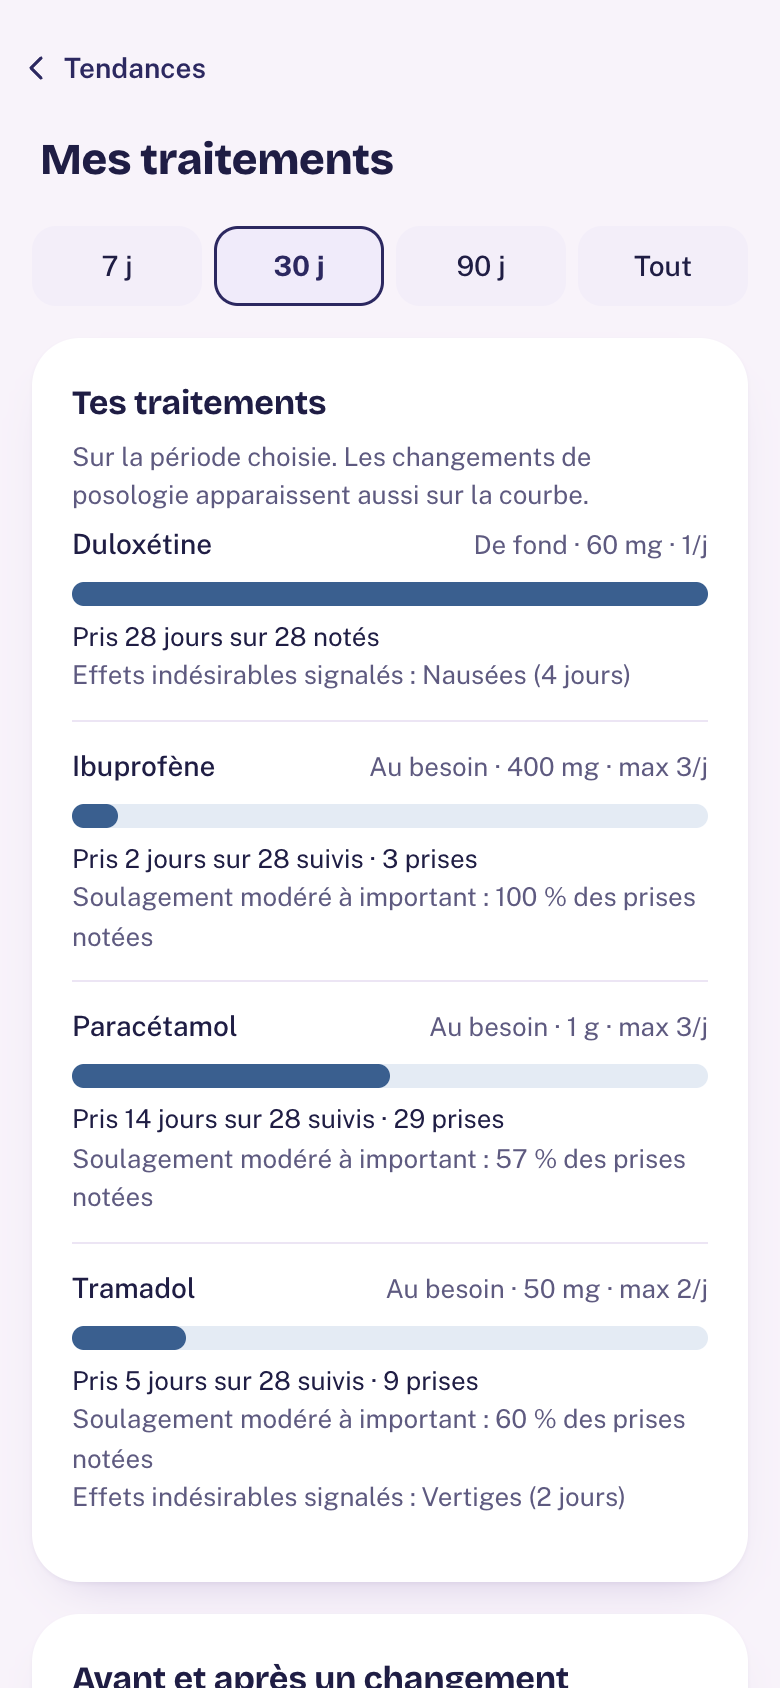 Tendances
Mes traitements
7 j
30 j
90 j
Tout
Tes traitements
Sur la période choisie. Les changements de
posologie apparaissent aussi sur la courbe.
Duloxétine
De fond · 60 mg · 1/j
Pris 28 jours sur 28 notés
Effets indésirables signalés : Nausées (4 jours)
Ibuprofène
Au besoin · 400 mg · max 3/j
Pris 2 jours sur 28 suivis · 3 prises
Soulagement modéré à important : 100 % des prises
notées
Paracétamol
Au besoin · 1 g · max 3/j
Pris 14 jours sur 28 suivis · 29 prises
Soulagement modéré à important : 57 % des prises
notées
Tramadol
Au besoin · 50 mg · max 2/j
Pris 5 jours sur 28 suivis · 9 prises
Soulagement modéré à important : 60 % des prises
notées
Effets indésirables signalés : Vertiges (2 jours)
Avant et après un changement